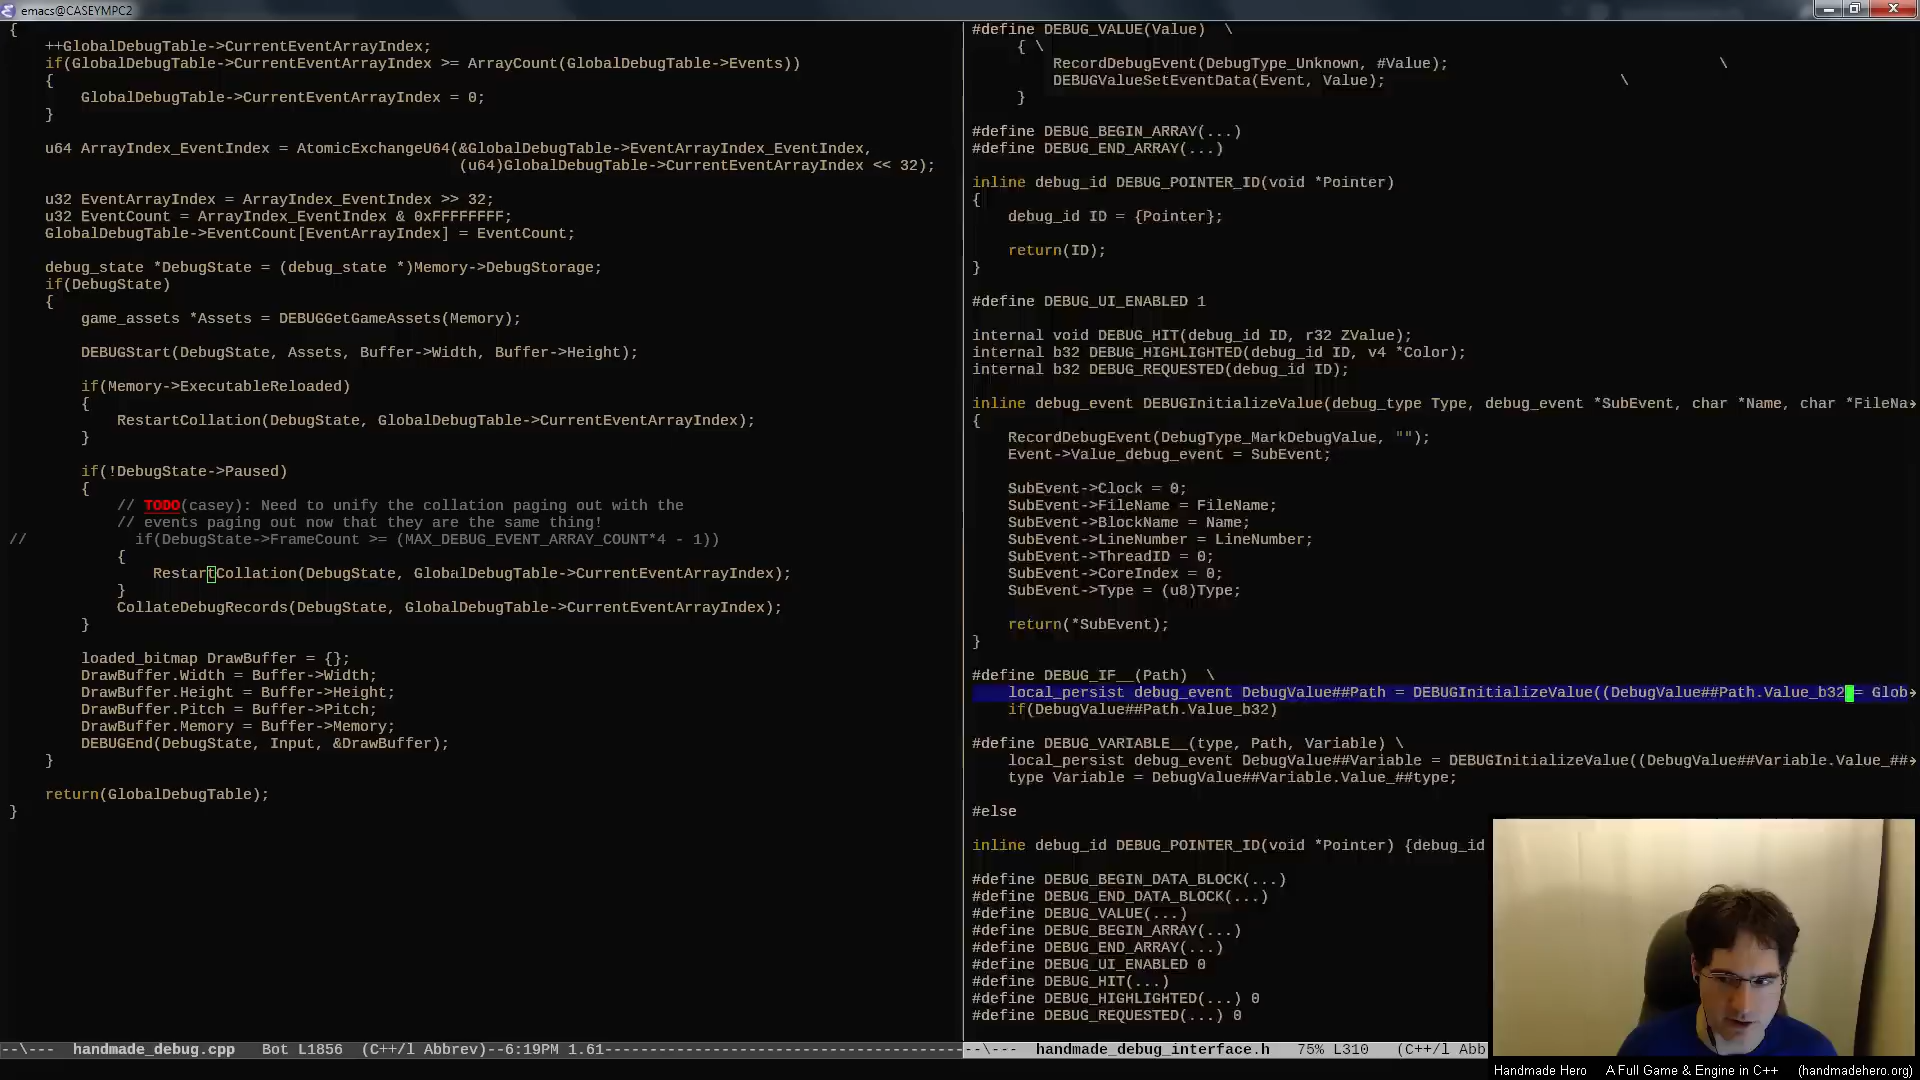 emacs@CASEYMPC2
{
++GlobalDebugTable->CurrentEventArrayIndex;
if(GlobalDebugTable->CurrentEventArrayIndex >= ArrayCount(GlobalDebugTable->Events))
{
GlobalDebugTable->CurrentEventArrayIndex = 0;
}
u64 ArrayIndex_EventIndex = AtomicExchangeU64(&GlobalDebugTable->EventArrayIndex_EventIndex,
(u64)GlobalDebugTable->CurrentEventArrayIndex << 32);
u32 EventArrayIndex = ArrayIndex_EventIndex >> 32;
u32 EventCount = ArrayIndex_EventIndex & 0xFFFFFFFF;
GlobalDebugTable->EventCount[EventArrayIndex] = EventCount;
debug_state *DebugState = (debug_state *)Memory->DebugStorage;
if(DebugState)
{
game_assets *Assets = DEBUGGetGameAssets(Memory);
DEBUGStart(DebugState, Assets, Buffer->Width, Buffer->Height);
if(Memory->ExecutableReloaded)
{
RestartCollation(DebugState, GlobalDebugTable->CurrentEventArrayIndex);
}
if(!DebugState->Paused)
{
// TODO(casey): Need to unify the collation paging out with the
// events paging out now that they are the same thing!
// if(DebugState->FrameCount >= (MAX_DEBUG_EVENT_ARRAY_COUNT*4 - 1))
{
RestartCollation(DebugState, GlobalDebugTable->CurrentEventArrayIndex);
}
CollateDebugRecords(DebugState, GlobalDebugTable->CurrentEventArrayIndex);
}
loaded_bitmap DrawBuffer = {};
DrawBuffer.Width = Buffer->Width;
DrawBuffer.Height = Buffer->Height;
DrawBuffer.Pitch = Buffer->Pitch;
DrawBuffer.Memory = Buffer->Memory;
DEBUGEnd(DebugState, Input, &DrawBuffer);
}
return(GlobalDebugTable);
}
--\--- handmade_debug.cpp Bot L1856 (C++/l Abbrev)--6:19PM 1.61
#define DEBUG_VALUE(Value) \
{ \
RecordDebugEvent(DebugType_Unknown, #Value); \
DEBUGValueSetEventData(Event, Value); \
}
#define DEBUG_BEGIN_ARRAY(...)
#define DEBUG_END_ARRAY(...)
inline debug_id DEBUG_POINTER_ID(void *Pointer)
{
debug_id ID = {Pointer};
return(ID);
}
#define DEBUG_UI_ENABLED 1
internal void DEBUG_HIT(debug_id ID, r32 ZValue);
internal b32 DEBUG_HIGHLIGHTED(debug_id ID, v4 *Color);
internal b32 DEBUG_REQUESTED(debug_id ID);
inline debug_event DEBUGInitializeValue(debug_type Type, debug_event *SubEvent, char *Name, char *FileNa
{
RecordDebugEvent(DebugType_MarkDebugValue, "");
Event->Value_debug_event = SubEvent;
SubEvent->Clock = 0;
SubEvent->FileName = FileName;
SubEvent->BlockName = Name;
SubEvent->LineNumber = LineNumber;
SubEvent->ThreadID = 0;
SubEvent->CoreIndex = 0;
SubEvent->Type = (u8)Type;
return(*SubEvent);
}
#define DEBUG_IF__(Path) \
local_persist debug_event DebugValue##Path = DEBUGInitializeValue((DebugValue##Path.Value_b32 = Glob
if(DebugValue##Path.Value_b32)
#define DEBUG_VARIABLE__(type, Path, Variable) \
local_persist debug_event DebugValue##Variable = DEBUGInitializeValue((DebugValue##Variable.Value_##
type Variable = DebugValue##Variable.Value_##type;
#else
inline debug_id DEBUG_POINTER_ID(void *Pointer) {debug_id
#define DEBUG_BEGIN_DATA_BLOCK(...)
#define DEBUG_END_DATA_BLOCK(...)
#define DEBUG_VALUE(...)
#define DEBUG_BEGIN_ARRAY(...)
#define DEBUG_END_ARRAY(...)
#define DEBUG_UI_ENABLED 0
#define DEBUG_HIT(...)
#define DEBUG_HIGHLIGHTED(...) 0
#define DEBUG_REQUESTED(...) 0
--\--- handmade_debug_interface.h 75% L310 (C++/l Abb
Handmade Hero A Full Game & Engine in C++ (handmadehero.org)